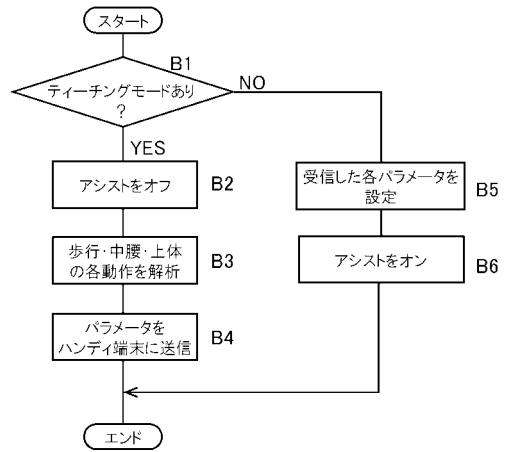 スタート
B1
ティーチングモードあり
?
NO
YES
アシストをオフ
B2
受信した各パラメータを
設定
B5
歩行・中腰・上体
の各動作を解析
B3
アシストをオン
B6
パラメータを
ハンディ端末に送信
B4
エンド